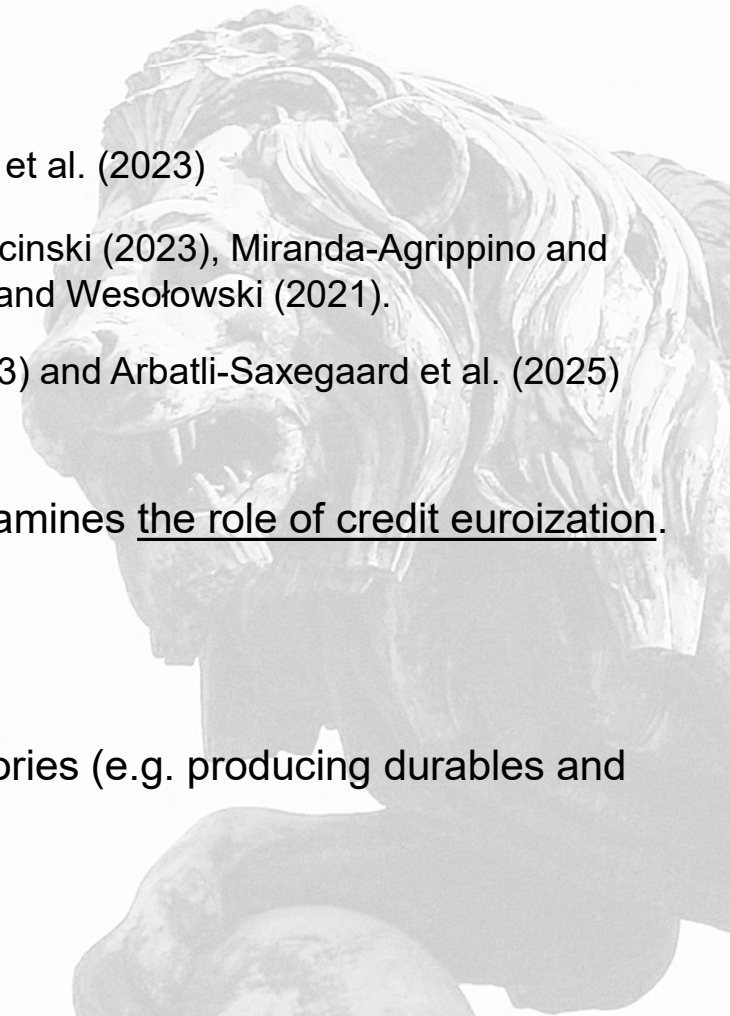 et al. (2023)
cinski (2023), Miranda-Agrippino and
and Wesołowski (2021).
3) and Arbatli-Saxegaard et al. (2025)
amines the role of credit euroization.
ories (e.g. producing durables and